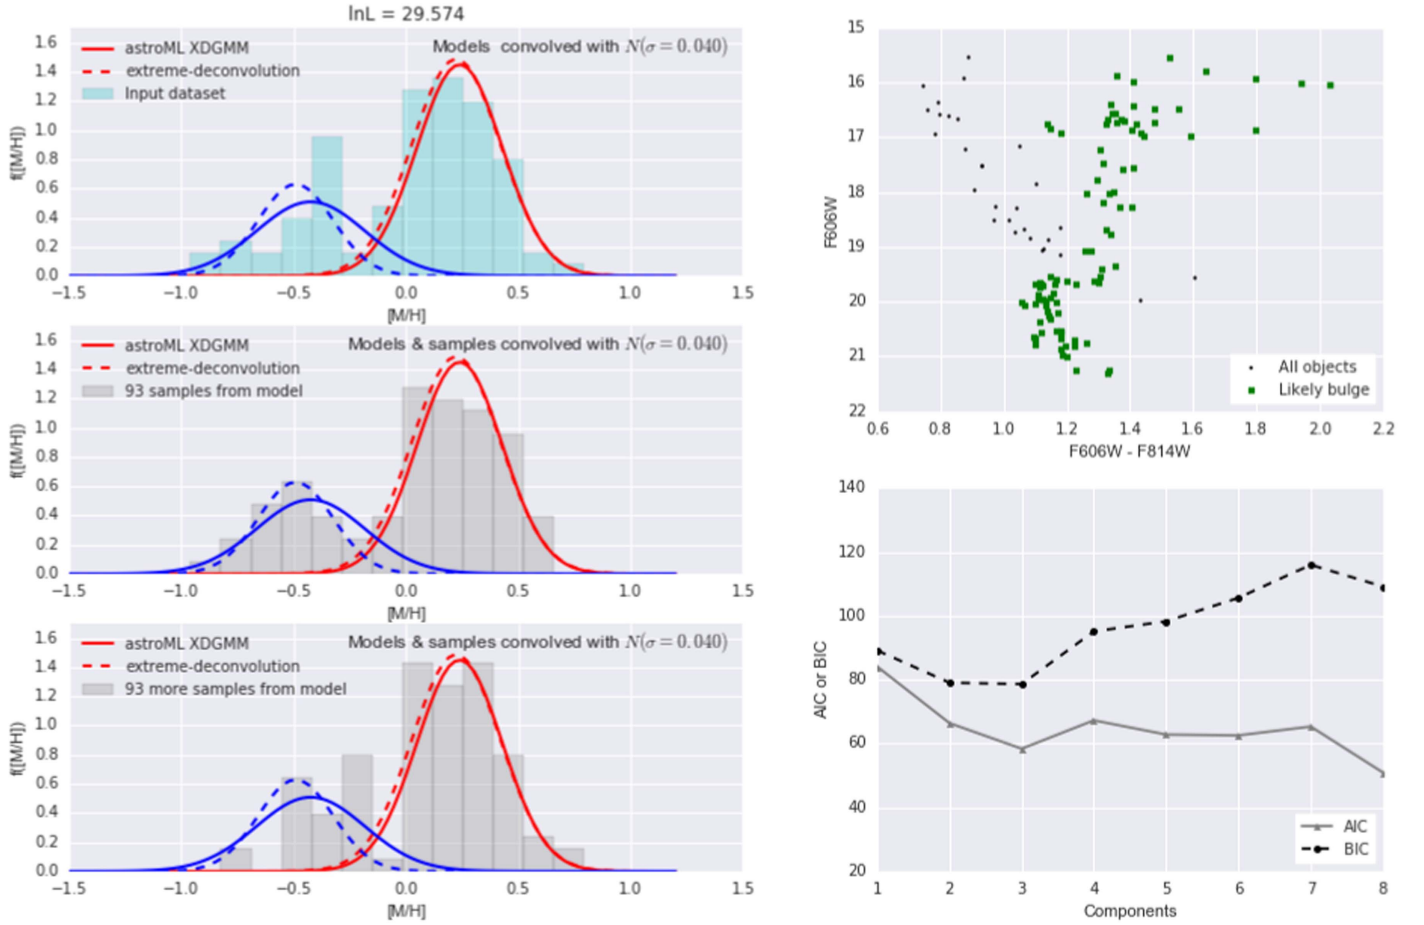 lnL = 29.574
1.6
1.4
1.2
1.0
0.8
0.6
0.4
0.2
0.0
f([M/H])
astroML XDGMM
extreme-deconvolution
Input dataset
Models convolved with N(σ = 0.040)
−1.5 −1.0 −0.5 0.0 0.5 1.0 1.5
[M/H]
1.6
1.4
1.2
1.0
0.8
0.6
0.4
0.2
0.0
f([M/H])
astroML XDGMM
extreme-deconvolution
93 samples from model
Models & samples convolved with N(σ = 0.040)
−1.5 −1.0 −0.5 0.0 0.5 1.0 1.5
[M/H]
1.6
1.4
1.2
1.0
0.8
0.6
0.4
0.2
0.0
f([M/H])
astroML XDGMM
extreme-deconvolution
93 more samples from model
Models & samples convolved with N(σ = 0.040)
−1.5 −1.0 −0.5 0.0 0.5 1.0 1.5
[M/H]
15
16
17
18
19
20
21
22
F606W
All objects
Likely bulge
0.6 0.8 1.0 1.2 1.4 1.6 1.8 2.0 2.2
F606W - F814W
140
120
100
80
60
40
20
AIC or BIC
AIC
BIC
1 2 3 4 5 6 7 8
Components